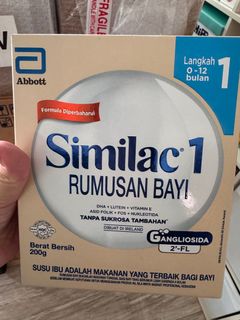 FRAGILE
Abbott
Langkah 1
0 - 12
bulan
Formula Diperbaharui
Similac 1
RUMUSAN BAYI
DHA • LUTEIN • VITAMIN E
ASID FOLIK • FOS • NUKLEOTIDA
TANPA SUKROSA TAMBAHAN
DIBUAT DI IRELAND
GANGLIOSIDA
2'-FL
Berat Bersih
200g
SUSU IBU ADALAH MAKANAN YANG TERBAIK BAGI BAYI